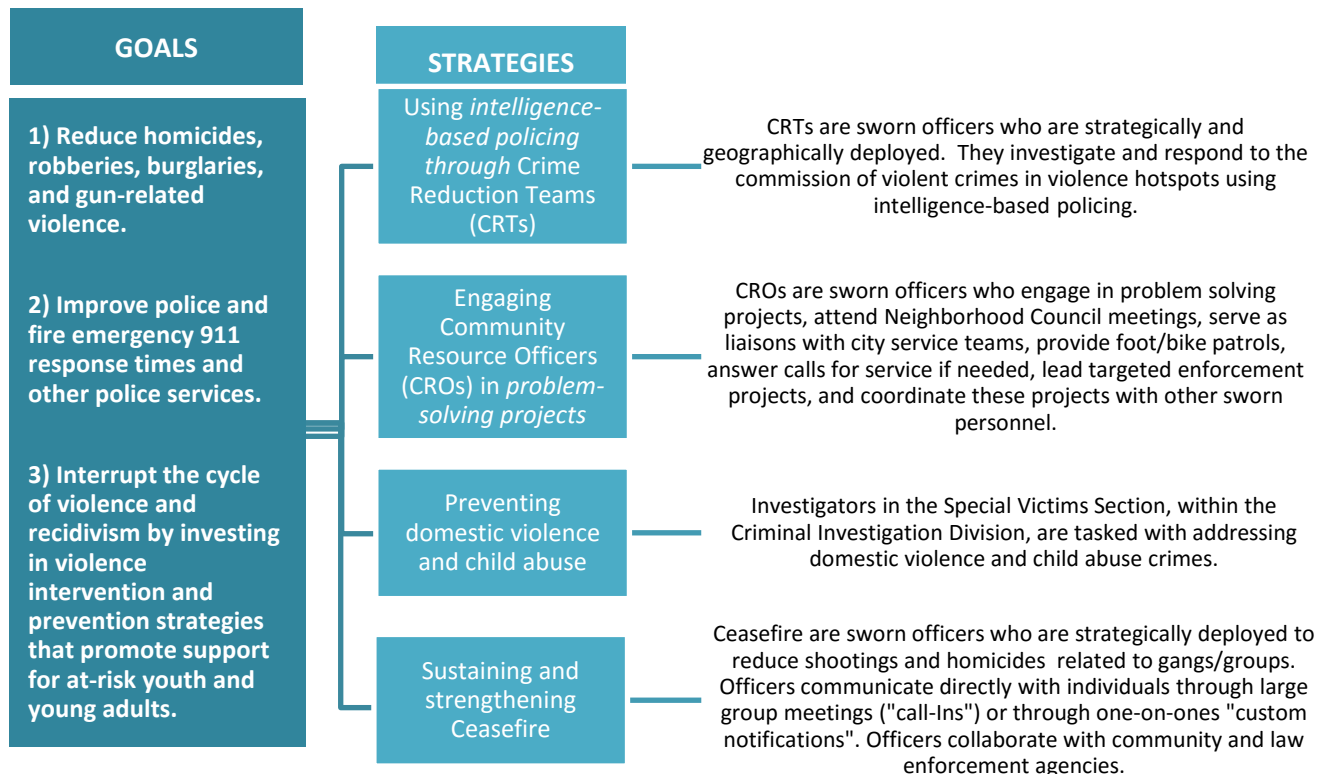 GOALS
1) Reduce homicides,
robberies, burglaries,
and gun-related
violence.
2) Improve police and
fire emergency 911
response times and
other police services.
3) Interrupt the cycle
of violence and
recidivism by investing
in violence
intervention and
prevention strategies
that promote support
for at-risk youth and
young adults.
STRATEGIES
Using intelligence-
based policing
through Crime
Reduction Teams
(CRTs)
CRTs are sworn officers who are strategically and
geographically deployed. They investigate and respond to the
commission of violent crimes in violence hotspots using
intelligence-based policing.
Engaging
Community
Resource Officers
(CROs) in problem-
solving projects
CROs are sworn officers who engage in problem solving
projects, attend Neighborhood Council meetings, serve as
liaisons with city service teams, provide foot/bike patrols,
answer calls for service if needed, lead targeted enforcement
projects, and coordinate these projects with other sworn
personnel.
Preventing
domestic violence
and child abuse
Investigators in the Special Victims Section, within the
Criminal Investigation Division, are tasked with addressing
domestic violence and child abuse crimes.
Sustaining and
strengthening
Ceasefire
Ceasefire are sworn officers who are strategically deployed to
reduce shootings and homicides related to gangs/groups.
Officers communicate directly with individuals through large
group meetings ("call-Ins") or through one-on-ones "custom
notifications". Officers collaborate with community and law
enforcement agencies.